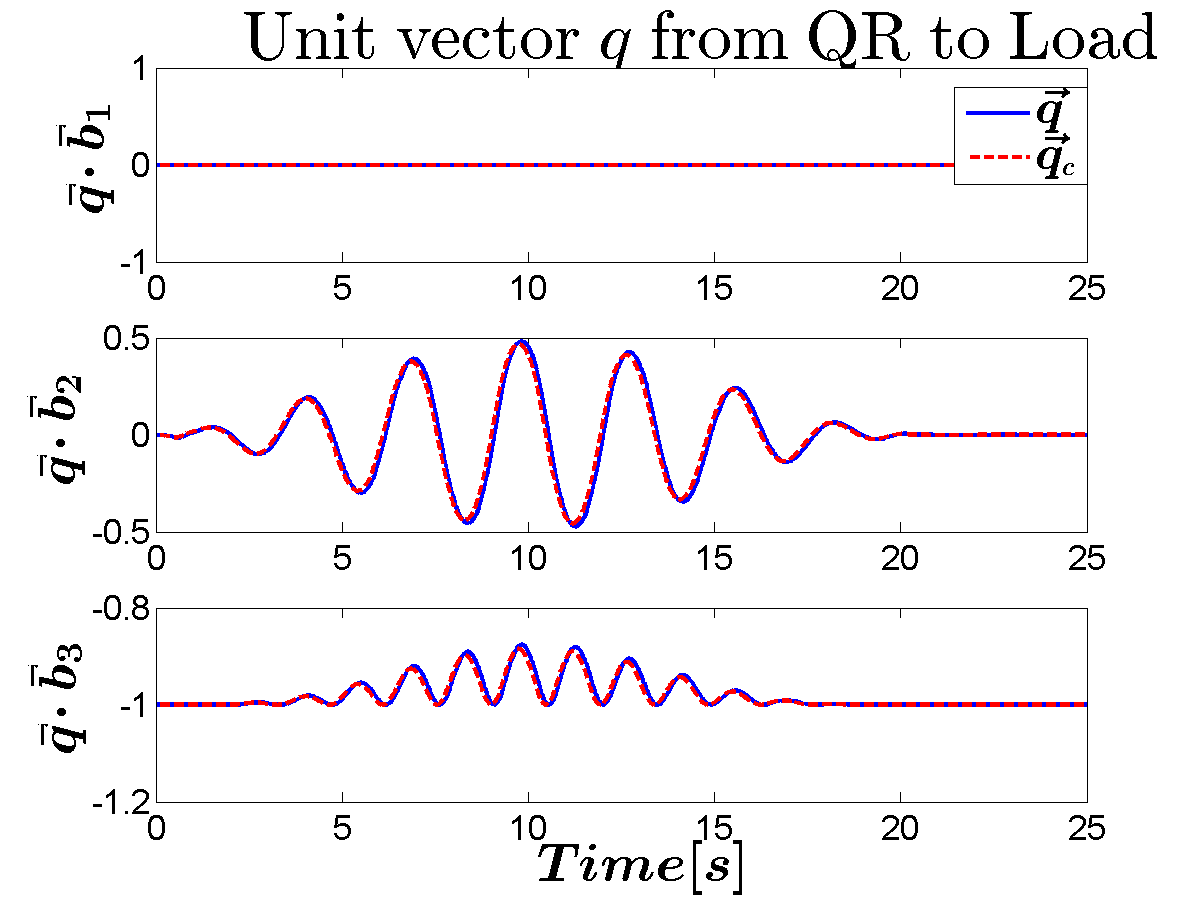 Unit vector q from QR to Load
q̄ · b̄₁
1
0
-1
0 5 10 15 20 25
q⃗
q⃗c
q̄ · b̄₂
0.5
0
-0.5
0 5 10 15 20 25
q̄ · b̄₃
-0.8
-1
-1.2
0 5 10 15 20 25
Time[s]